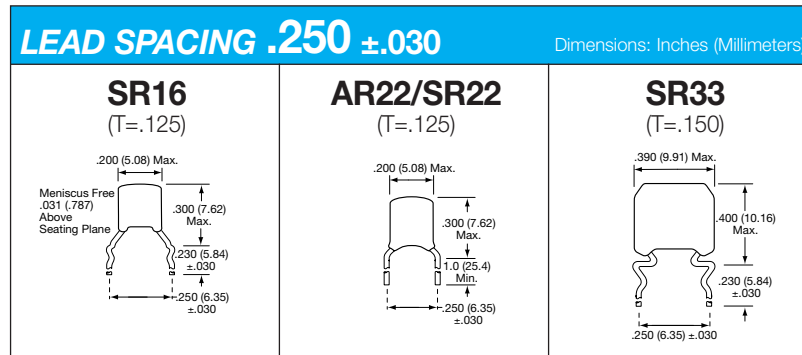 LEAD SPACING .250 ±.030
Dimensions: Inches (Millimeters)
SR16
(T=.125)
.200 (5.08) Max.
Meniscus Free
.031 (.787)
Above
Seating Plane
.300 (7.62)
Max.
.230 (5.84)
±.030
.250 (6.35)
±.030
AR22/SR22
(T=.125)
.200 (5.08) Max.
.300 (7.62)
Max.
1.0 (25.4)
Min.
.250 (6.35)
±.030
SR33
(T=.150)
.390 (9.91) Max.
.400 (10.16)
Max.
.230 (5.84)
±.030
.250 (6.35) ±.030